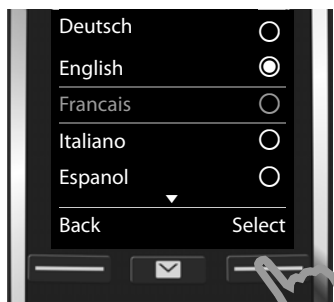 Deutsch
English
Francais
Italiano
Espanol
Back Select